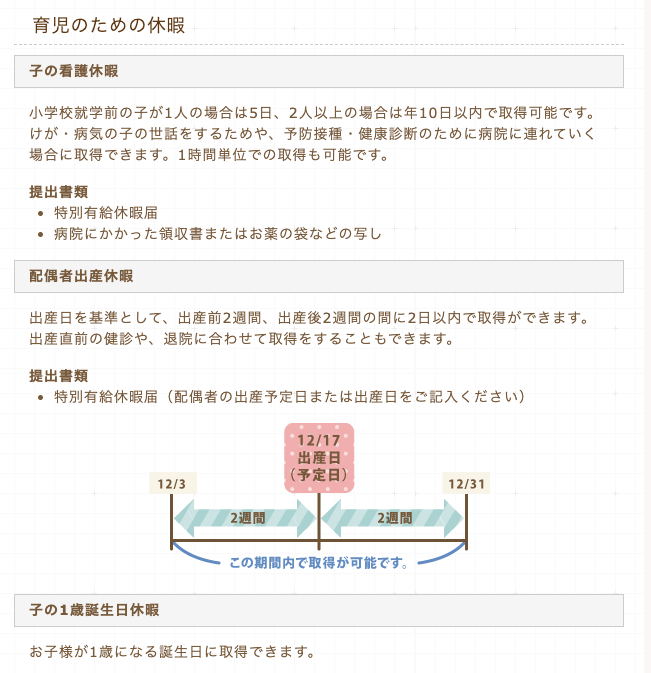 育児のための休暇
子の看護休暇
小学校就学前の子が1人の場合は5日、2人以上の場合は年10日以内で取得可能です。
けが・病気の子の世話をするためや、予防接種・健康診断のために病院に連れていく
場合に取得できます。1時間単位での取得も可能です。
提出書類
• 特別有給休暇届
• 病院にかかった領収書またはお薬の袋などの写し
配偶者出産休暇
出産日を基準として、出産前2週間、出産後2週間の間に2日以内で取得ができます。
出産直前の健診や、退院に合わせて取得をすることもできます。
提出書類
• 特別有給休暇届（配偶者の出産予定日または出産日をご記入ください）
12/17
出産日
（予定日）
12/3
12/31
2週間
2週間
この期間内で取得が可能です。
子の1歳誕生日休暇
お子様が1歳になる誕生日に取得できます。